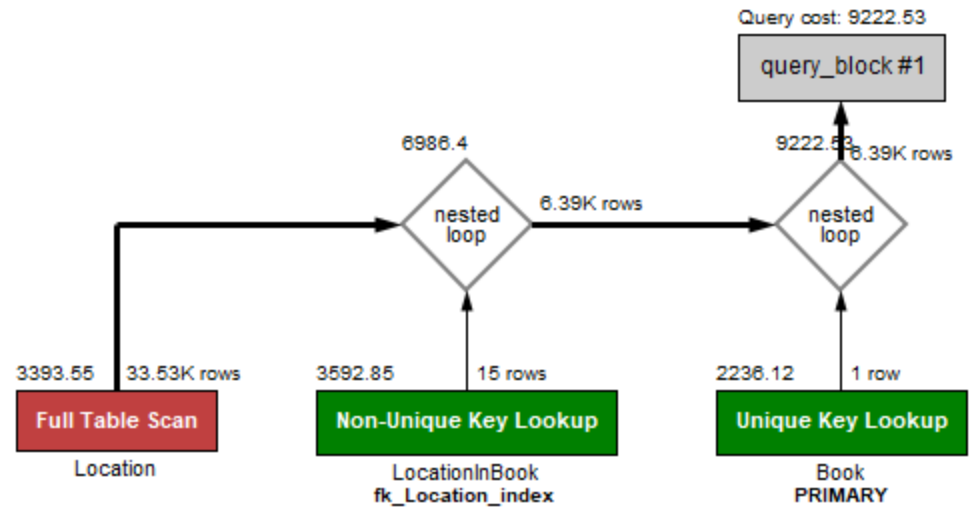 Query cost: 9222.53
query_block #1
6986.4
9222.53
6.39K rows
6.39K rows
nested
loop
nested
loop
3393.55
33.53K rows
3592.85
15 rows
2236.12
1 row
Full Table Scan
Non-Unique Key Lookup
Unique Key Lookup
Location
LocationInBook
Book
fk_Location_index
PRIMARY